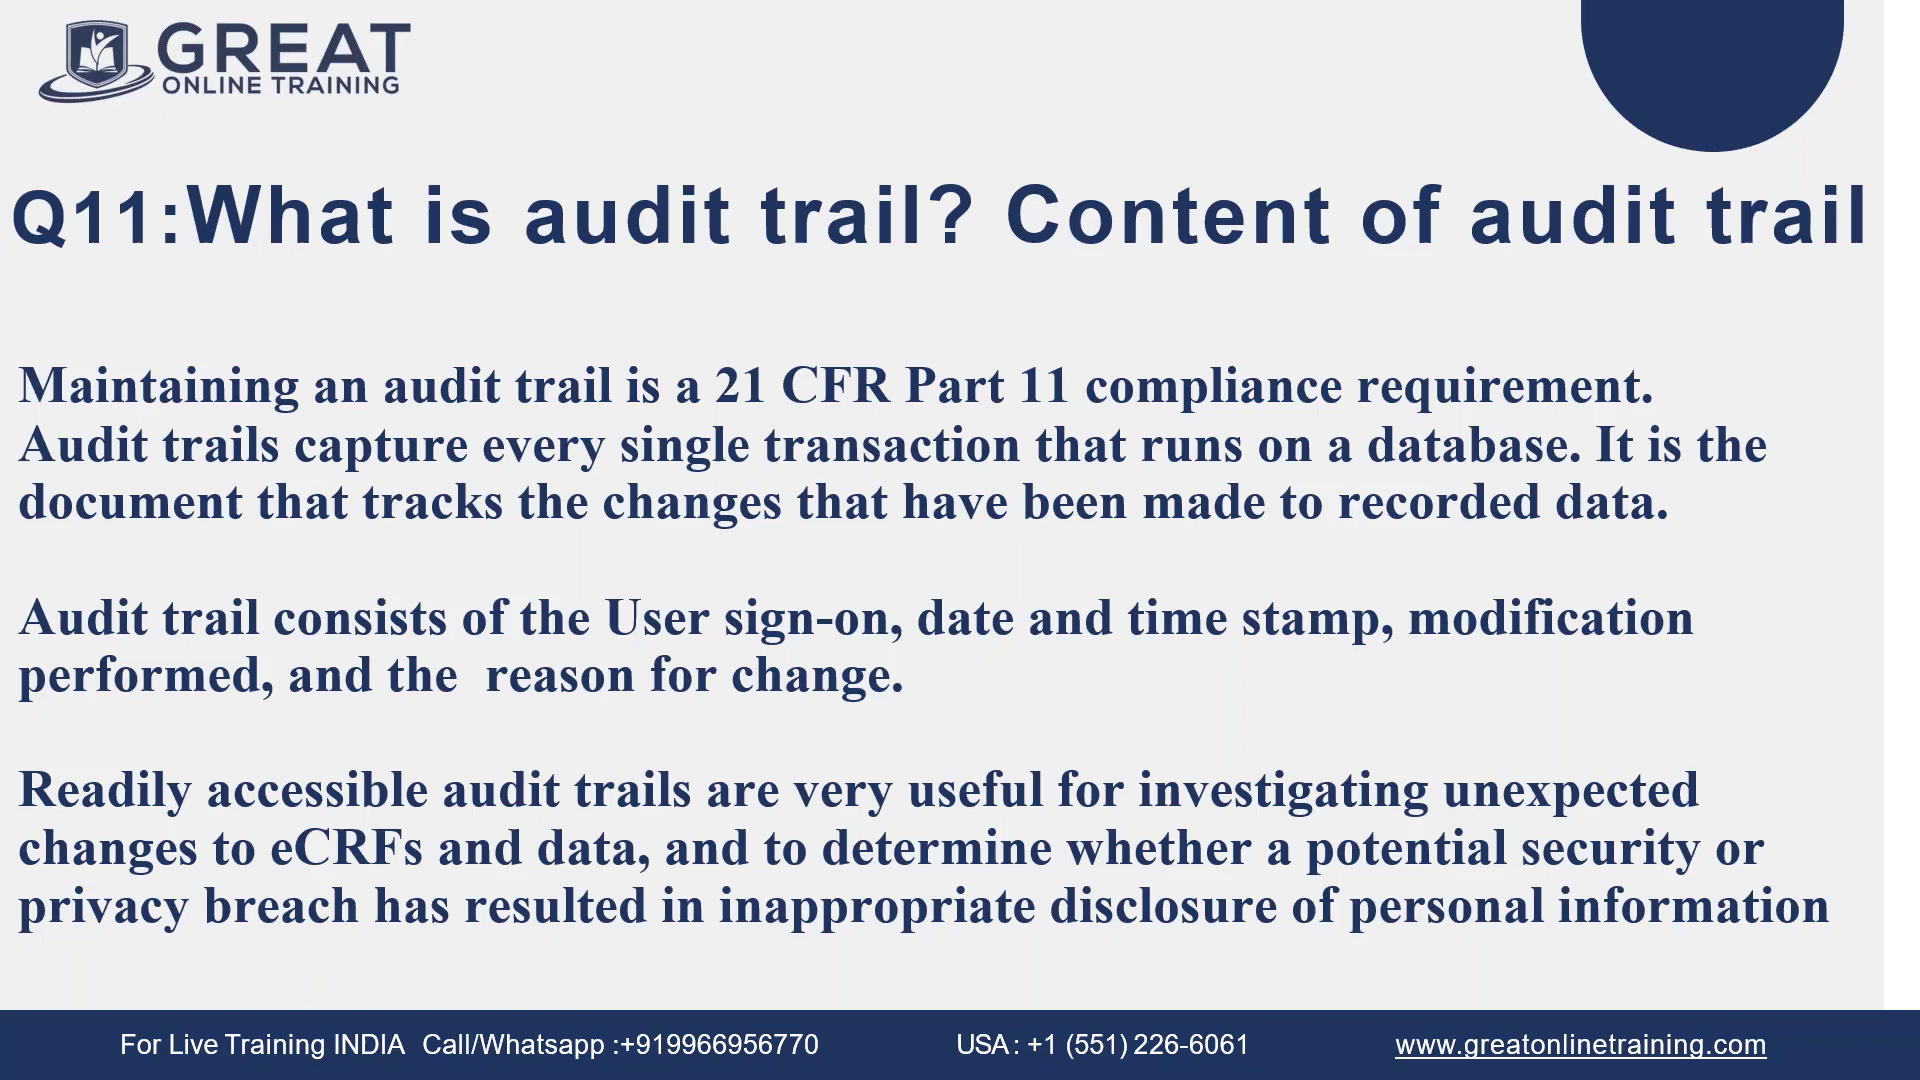 GREAT
ONLINE TRAINING
Q11:What is audit trail? Content of audit trail
Maintaining an audit trail is a 21 CFR Part 11 compliance requirement.
Audit trails capture every single transaction that runs on a database. It is the
document that tracks the changes that have been made to recorded data.
Audit trail consists of the User sign-on, date and time stamp, modification
performed, and the  reason for change.
Readily accessible audit trails are very useful for investigating unexpected
changes to eCRFs and data, and to determine whether a potential security or
privacy breach has resulted in inappropriate disclosure of personal information
For Live Training INDIA  Call/Whatsapp :+919966956770 USA : +1 (551) 226-6061 www.greatonlinetraining.com